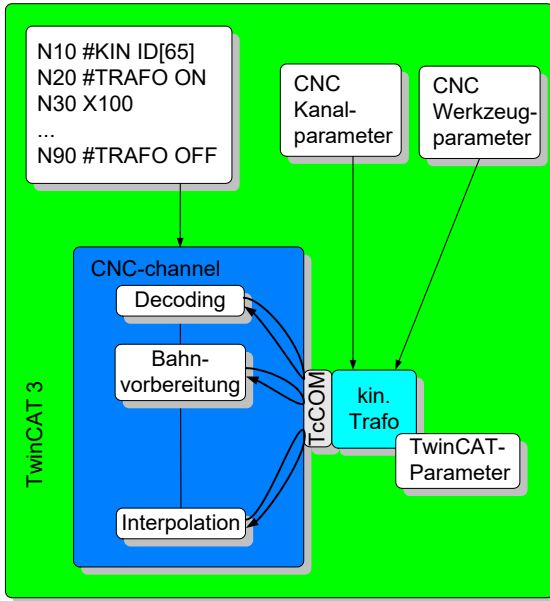 N10 #KIN ID[65]
N20 #TRAFO ON
N30 X100
...
N90 #TRAFO OFF
CNC
Kanal-
parameter
CNC
Werkzeug-
parameter
CNC-channel
Decoding
Bahn-
vorbereitung
Interpolation
TcCOM
kin.
Trafo
TwinCAT-
Parameter
TwinCAT 3